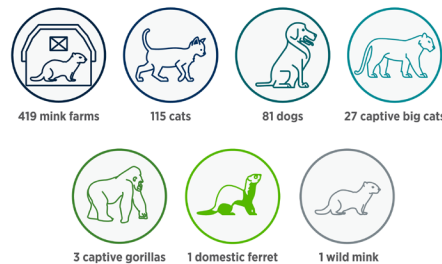 419 mink farms
115 cats
81 dogs
27 captive big cats
3 captive gorillas
1 domestic ferret
1 wild mink